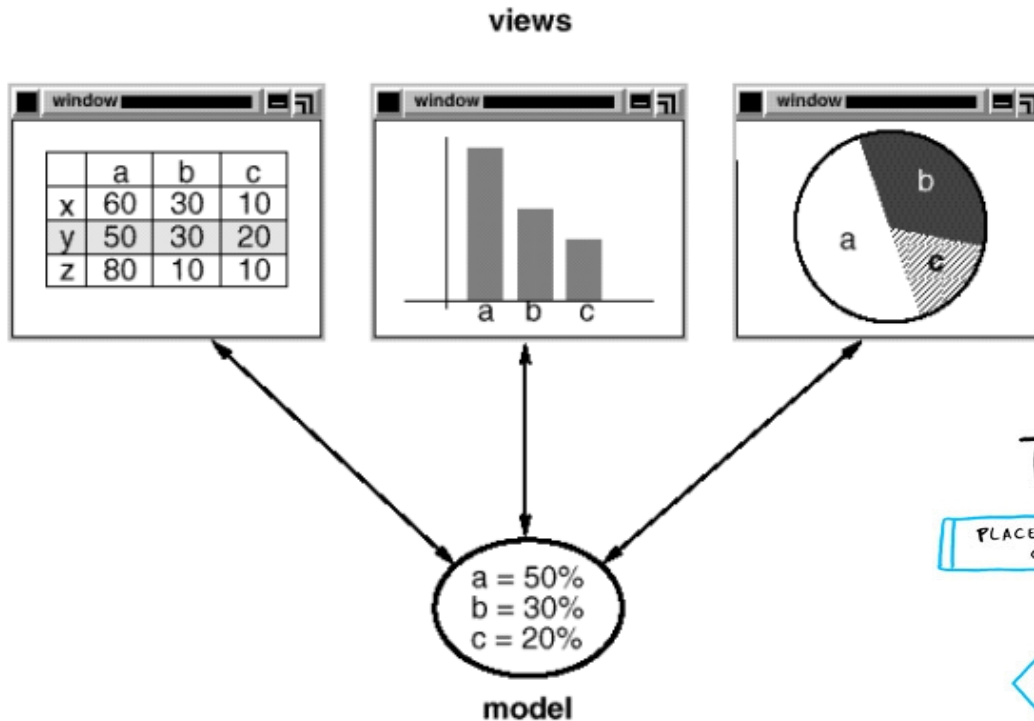 views
window
a b c
x 60 30 10
y 50 30 20
z 80 10 10
window
a b c
window
b
a
c
PLACE
a = 50%
b = 30%
c = 20%
model